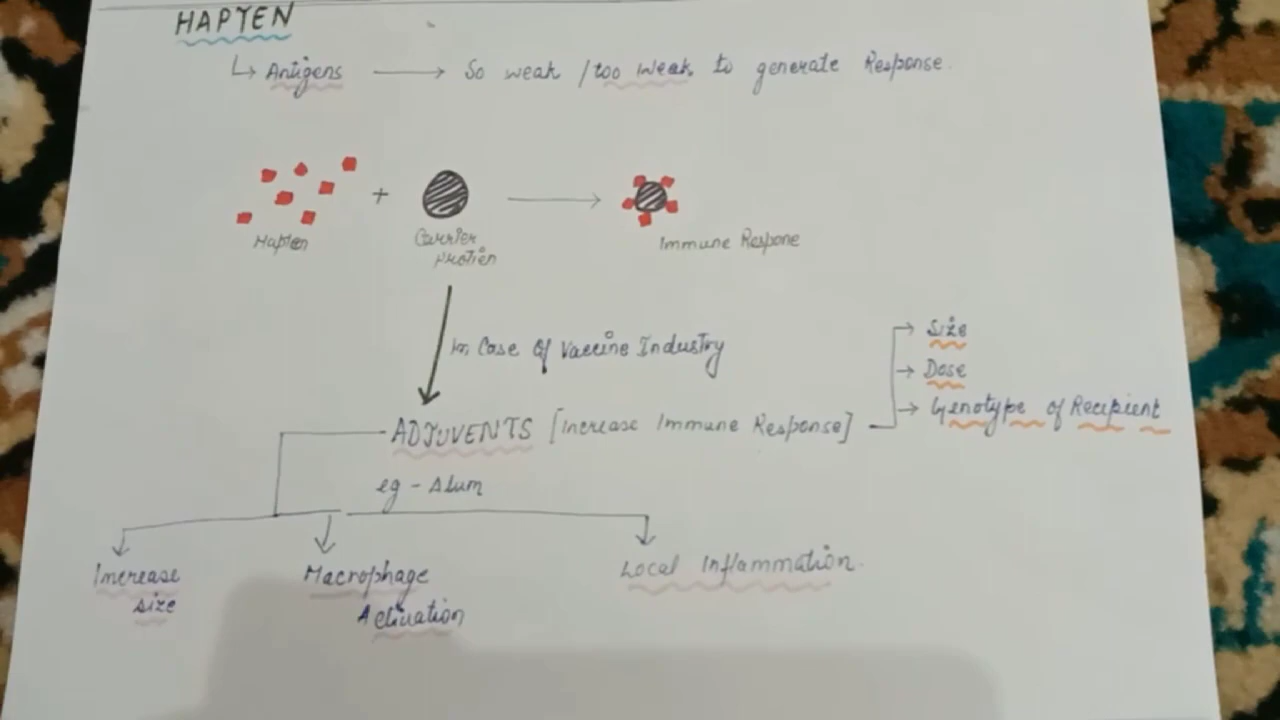 HAPTEN
↳ Antigens → So weak / too weak to generate Response.
+
Hapten
Carrier
protien
Immune Respone
In Case Of Vaccine Industry
→ Size
→ Dose
→ Genotype of Recipient
ADJUVENTS [Increase Immune Response]
eg - Alum
Increase
size
Macrophage
Activation
Local Inflammation.